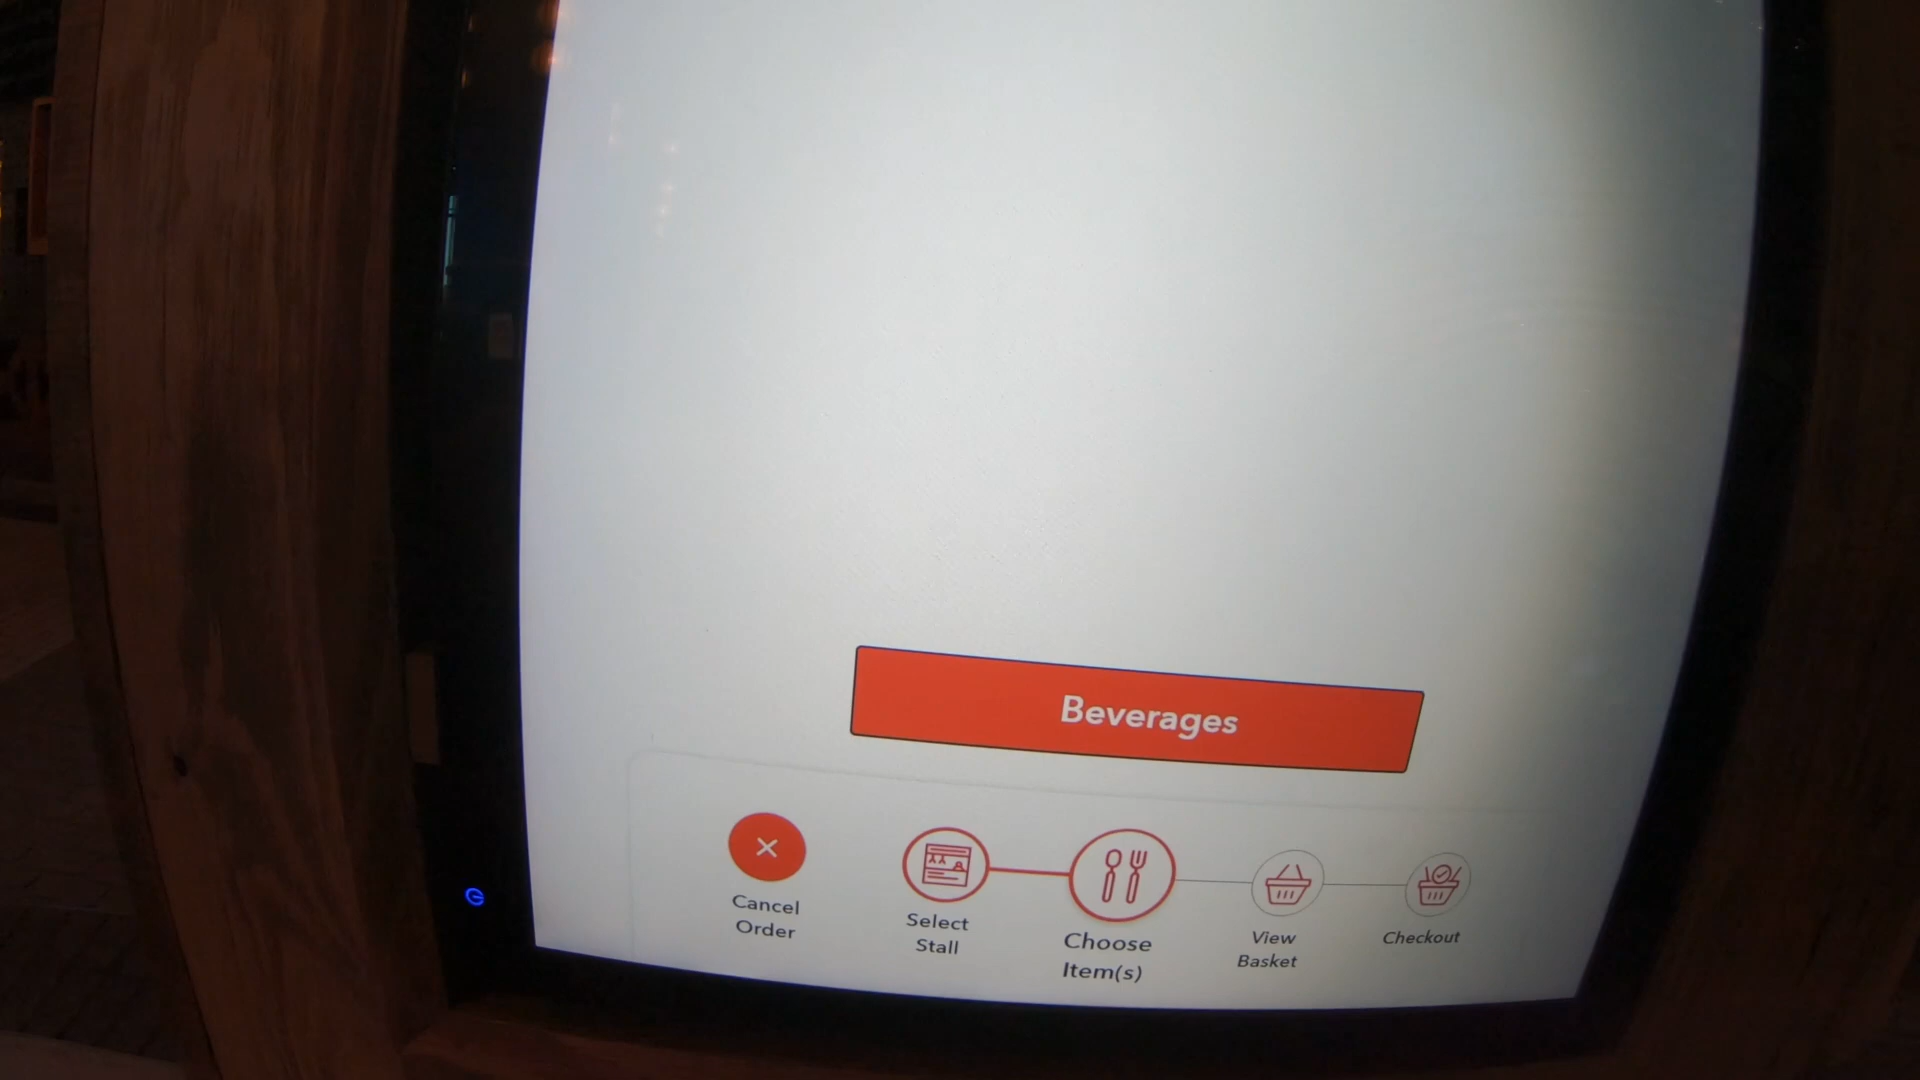 Beverages
Cancel
Order
Select
Stall
Choose
Item(s)
View
Basket
Checkout